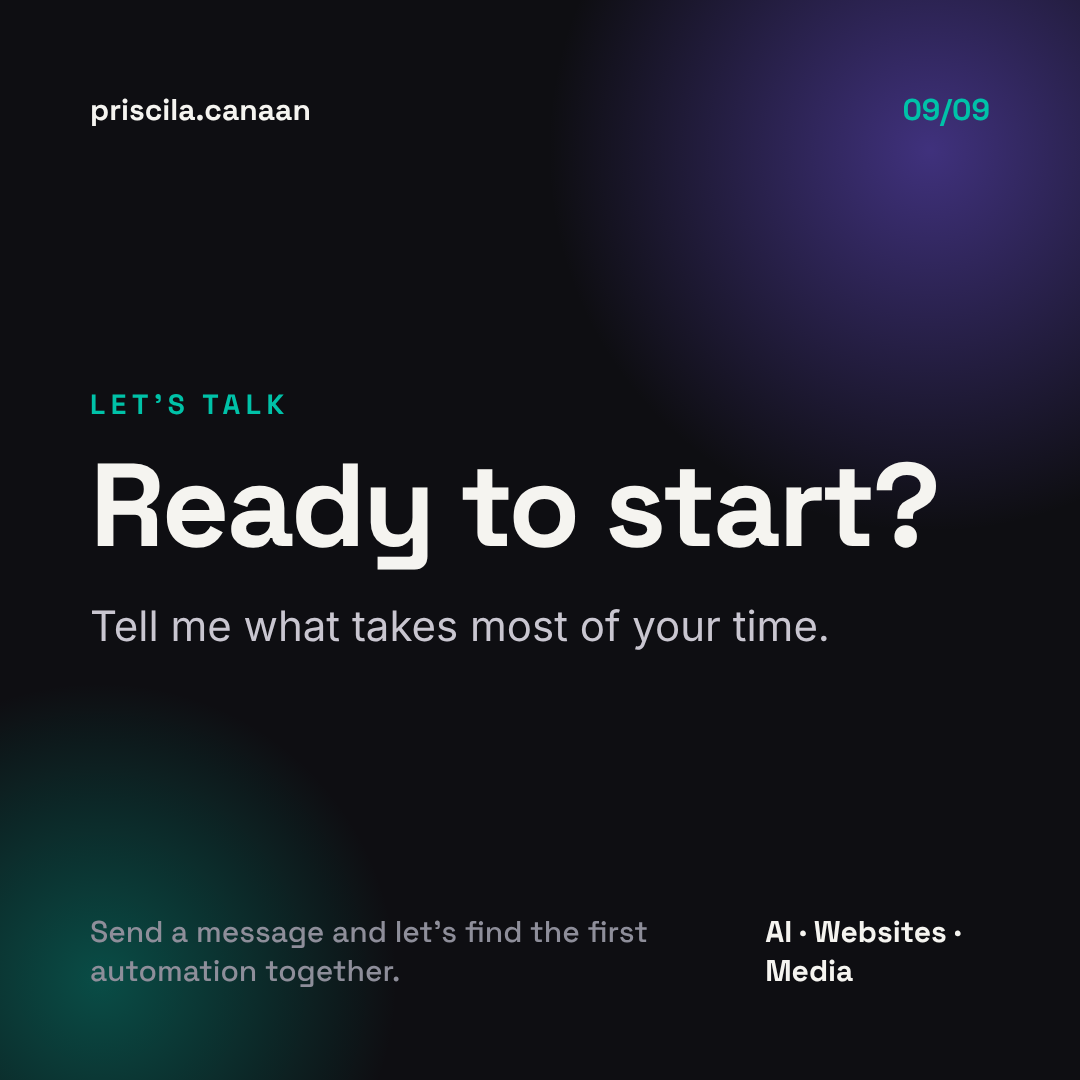 priscila.canaan
09/09
LET’S TALK
Ready to start?
Tell me what takes most of your time.
Send a message and let’s find the first
automation together.
AI · Websites ·
Media